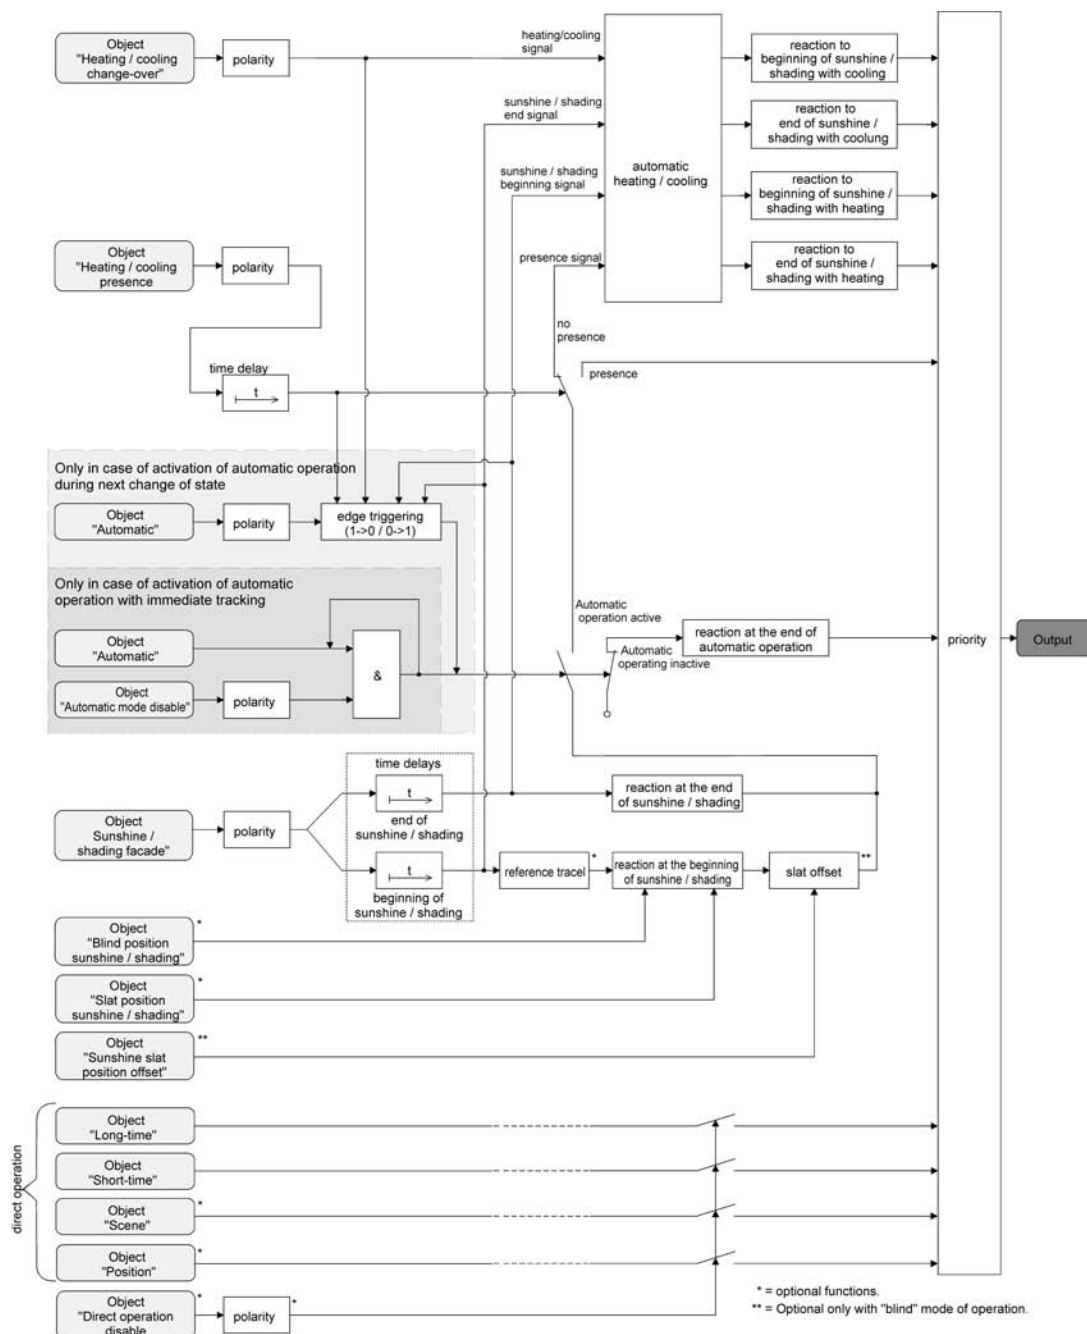 Object
"Heating / cooling
change-over"
polarity
heating/cooling
signal
reaction to
beginning of sunshine /
shading with cooling
sunshine / shading
end signal
reaction to
end of sunshine /
shading with coolung
automatic
heating / cooling
sunshine / shading
beginning signal
reaction to
beginning of sunshine /
shading with heating
Object
"Heating / cooling
presence
polarity
presence signal
reaction to
end of sunshine /
shading with heating
no
presence
presence
time delay
t
Only in case of activation of automatic operation
during next change of state
Object
"Automatic"
polarity
edge triggering
(1->0 / 0->1)
Only in case of activation of automatic
operation with immediate tracking
Object
"Automatic"
Object
"Automatic mode disable"
polarity
&
Automatic
operation active
Automatic
operating inactive
reaction at the end of
automatic operation
priority
Output
time delays
t
end of
sunshine / shading
reaction at the end
of sunshine / shading
Object
Sunshine /
shading facade"
polarity
t
beginning of
sunshine / shading
reference tracel
*
reaction at the beginning
of sunshine / shading
slat offset
**
Object
"Blind position
sunshine / shading"
*
Object
"Slat position
sunshine / shading"
*
Object
"Sunshine slat
position offset"
**
direct operation
Object
"Long-time"
Object
"Short-time"
Object
"Scene"
*
Object
"Position"
*
Object
"Direct operation
disable
*
polarity
*
* = optional functions.
** = Optional only with "blind" mode of operation.